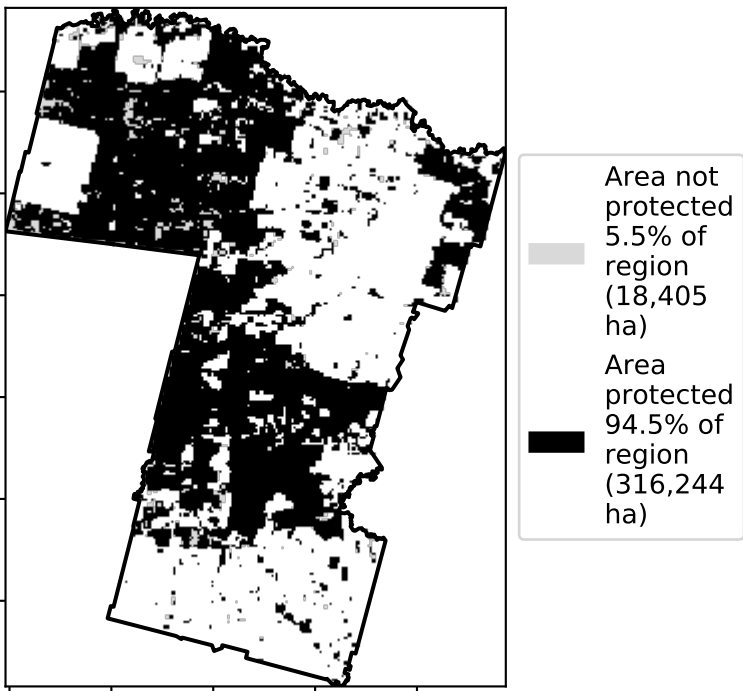 Area not
protected
5.5% of
region
(18,405
ha)
Area
protected
94.5% of
region
(316,244
ha)